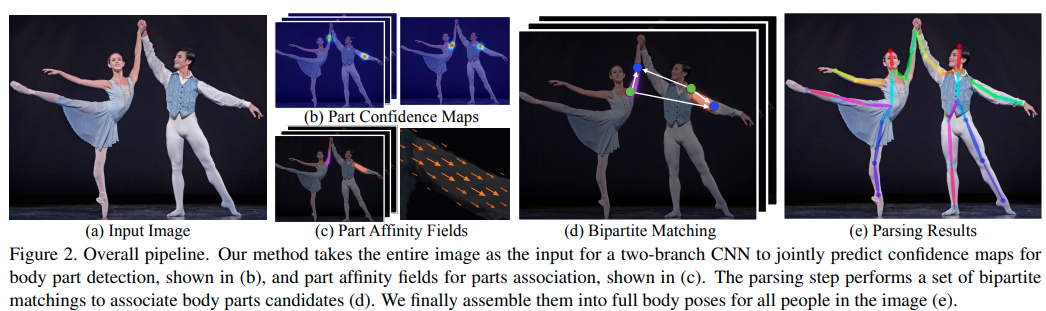 (b) Part Confidence Maps
(a) Input Image
(c) Part Affinity Fields
(d) Bipartite Matching
(e) Parsing Results
Figure 2. Overall pipeline. Our method takes the entire image as the input for a two-branch CNN to jointly predict confidence maps for
body part detection, shown in (b), and part affinity fields for parts association, shown in (c). The parsing step performs a set of bipartite
matchings to associate body parts candidates (d). We finally assemble them into full body poses for all people in the image (e).